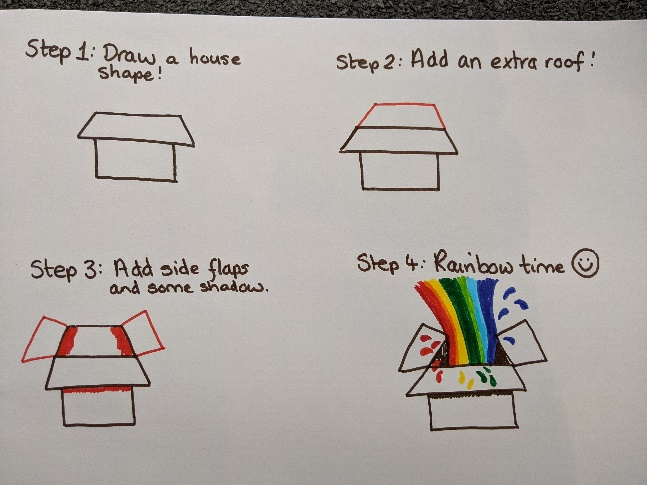 Step 1: Draw a house
shape!
Step 2: Add an extra roof!
Step 3: Add side flaps
and some shadow.
Step 4: Rainbow time